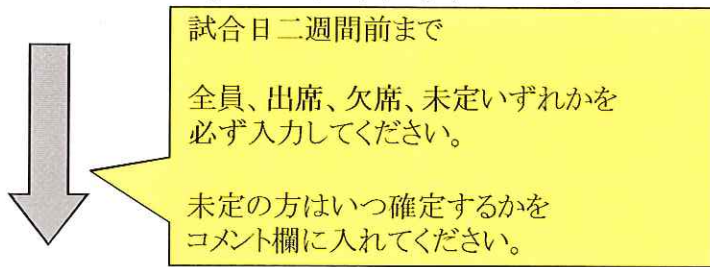 試合日二週間前まで
全員、出席、欠席、未定いずれかを
必ず入力してください。
未定の方はいつ確定するかを
コメント欄に入れてください。